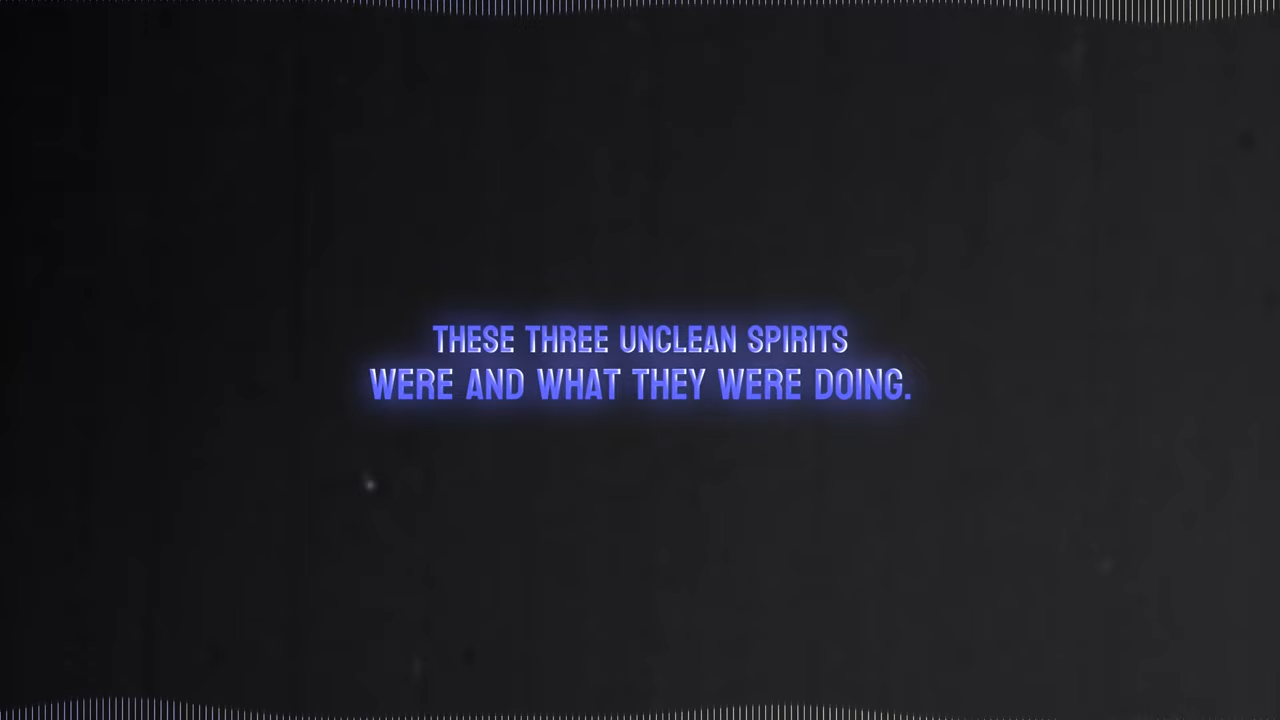 THESE THREE UNCLEAN SPIRITS
WERE AND WHAT THEY WERE DOING.